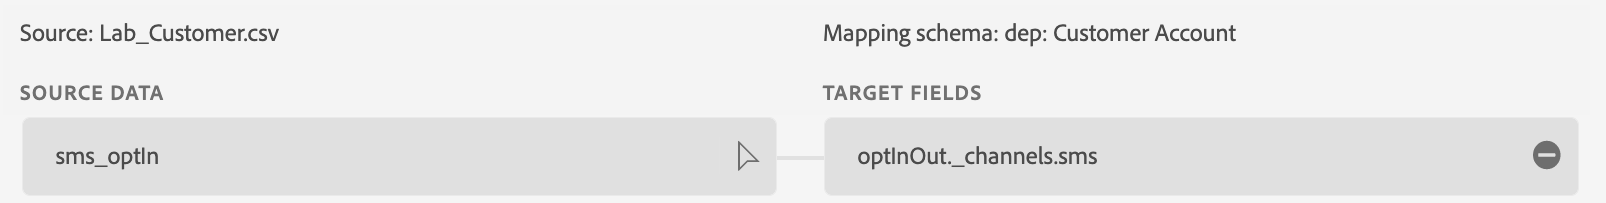 Source: Lab_Customer.csv
Mapping schema: dep: Customer Account
SOURCE DATA
TARGET FIELDS
sms_optIn
optInOut._channels.sms